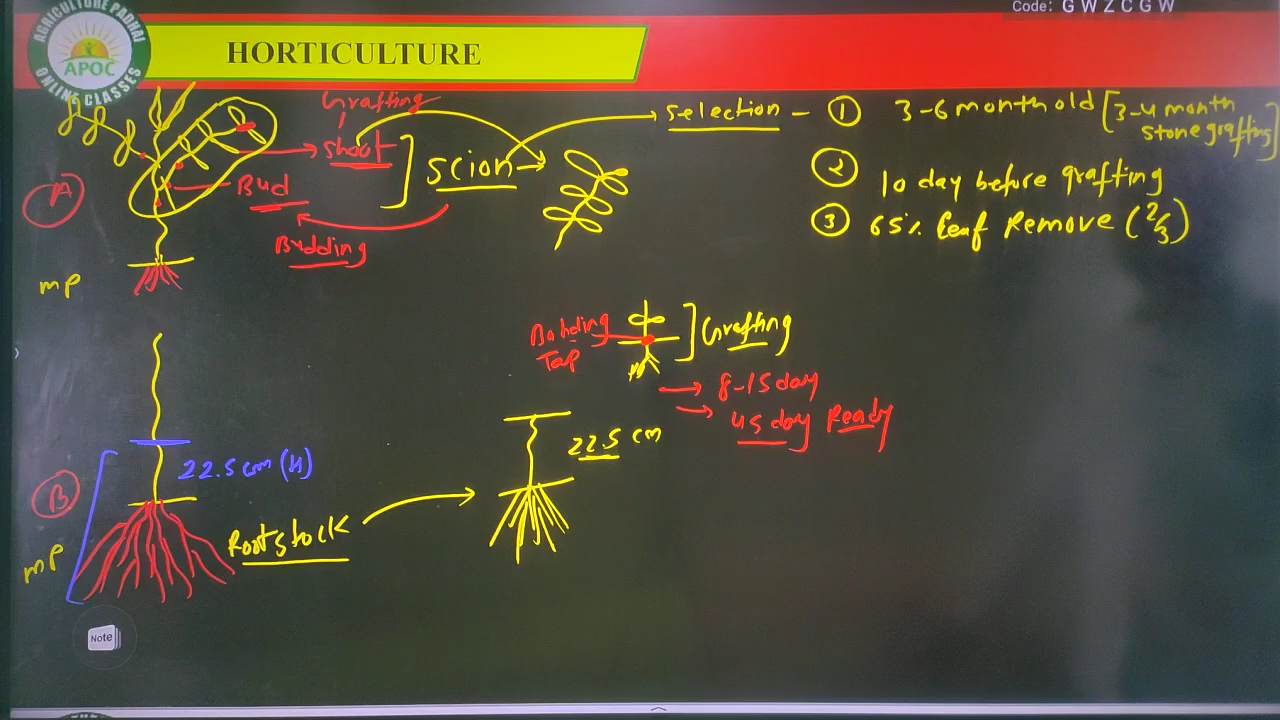 Code: G W Z C G W
AGRICULTURE PADHAI
APOC
ONLINE CLASSES
HORTICULTURE
Grafting
shoot
Scion
Selection - ① 3-6 month old [3-4 month
stone grafting]
② 10 day before grafting
③ 65% leaf Remove (2/3)
A
Bud
Budding
mp
Grafting
Tap
8-15 day
45 day Ready
22.5 cm
22.5 cm (H)
B
Rootstock
mp
Note